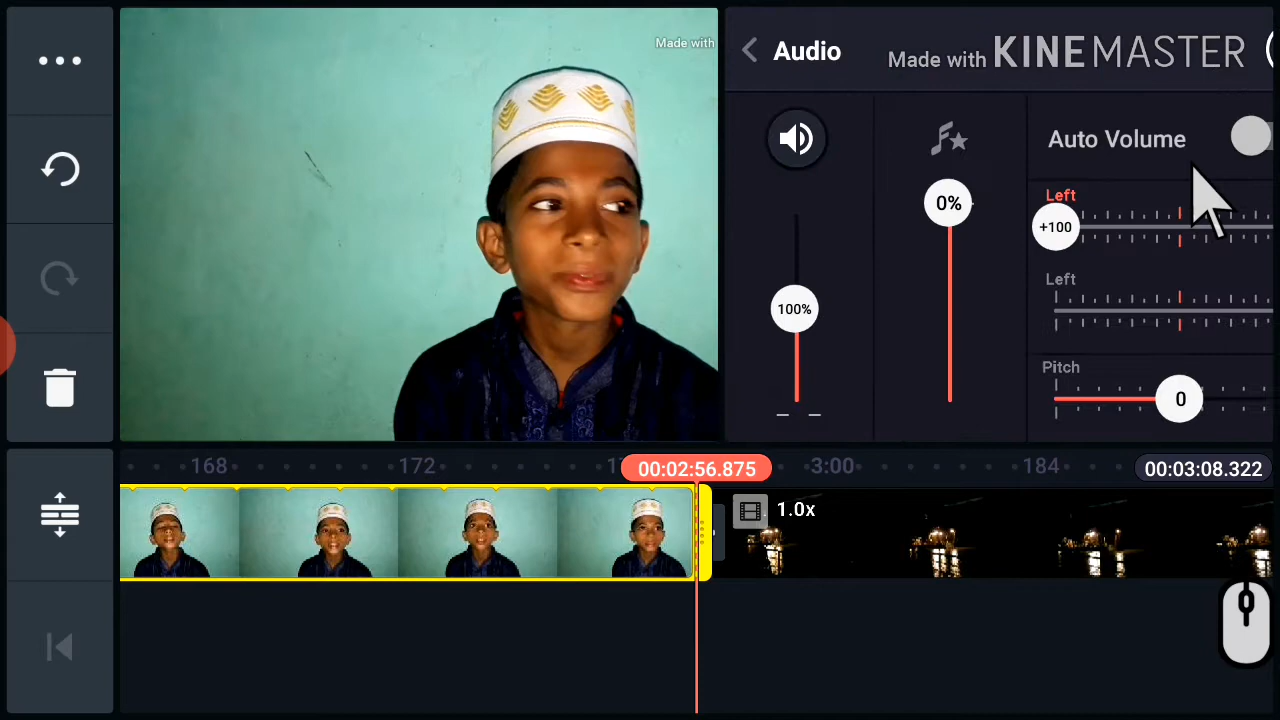 Made with
Audio
Made with KINEMASTER
Auto Volume
Left
0%
+100
Left
100%
Pitch
0
168
172
17
00:02:56.875
3:00
184
00:03:08.322
1.0x